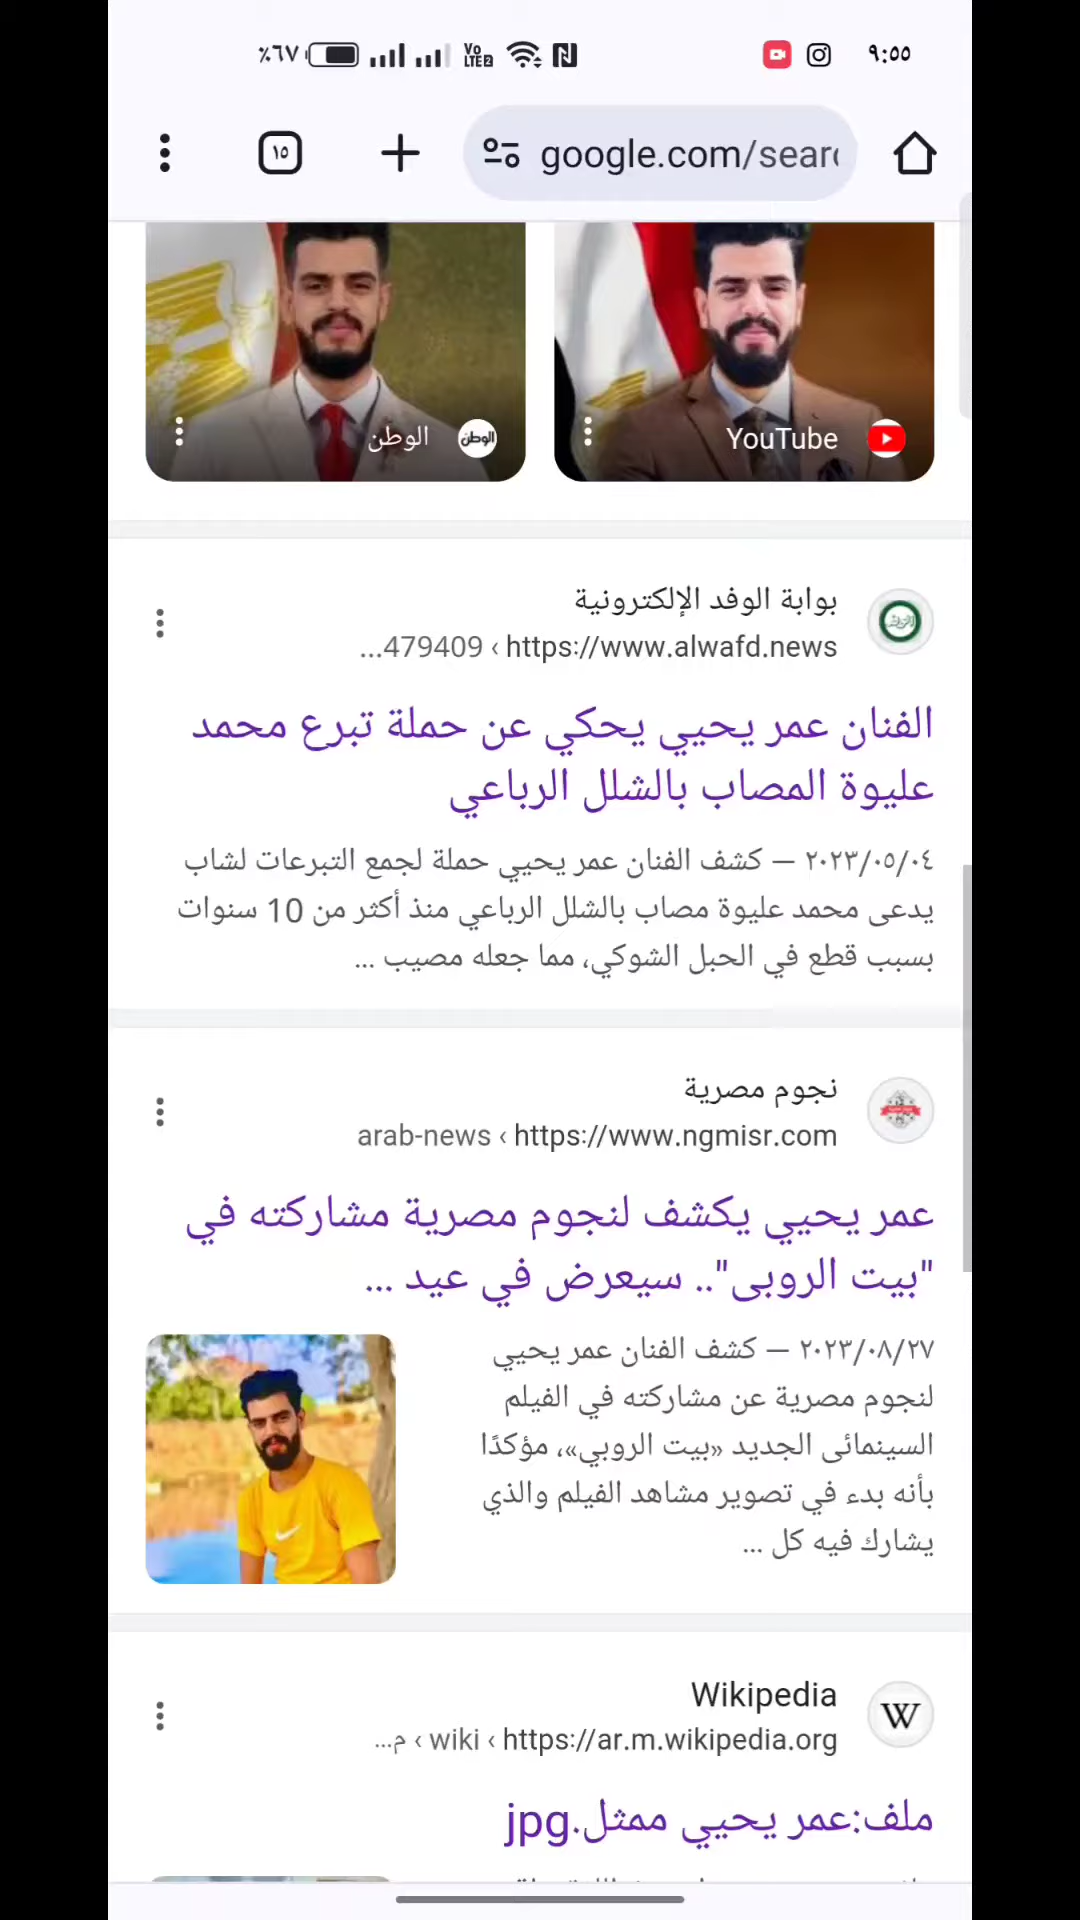 ٪٦٧
Vo
LTE2
٩:٥٥
١٥
google.com/sear
الوطن
الوطن
YouTube
بوابة الوفد الإلكترونية
https://www.alwafd.news › 479409...
الفنان عمر يحيي يحكي عن حملة تبرع محمد
عليوة المصاب بالشلل الرباعي
٢٠٢٣/٠٥/٠٤ — كشف الفنان عمر يحيي حملة لجمع التبرعات لشاب
يدعى محمد عليوة مصاب بالشلل الرباعي منذ أكثر من 10 سنوات
بسبب قطع في الحبل الشوكي، مما جعله مصيب ...
نجوم مصرية
https://www.ngmisr.com › arab-news
عمر يحيي يكشف لنجوم مصرية مشاركته في
"بيت الروبى".. سيعرض في عيد ...
٢٠٢٣/٠٨/٢٧ — كشف الفنان عمر يحيي
لنجوم مصرية عن مشاركته في الفيلم
السينمائى الجديد «بيت الروبي»، مؤكدًا
بأنه بدء في تصوير مشاهد الفيلم والذي
يشارك فيه كل ...
Wikipedia
https://ar.m.wikipedia.org › wiki › م...
W
ملف:عمر يحيي ممثل.jpg